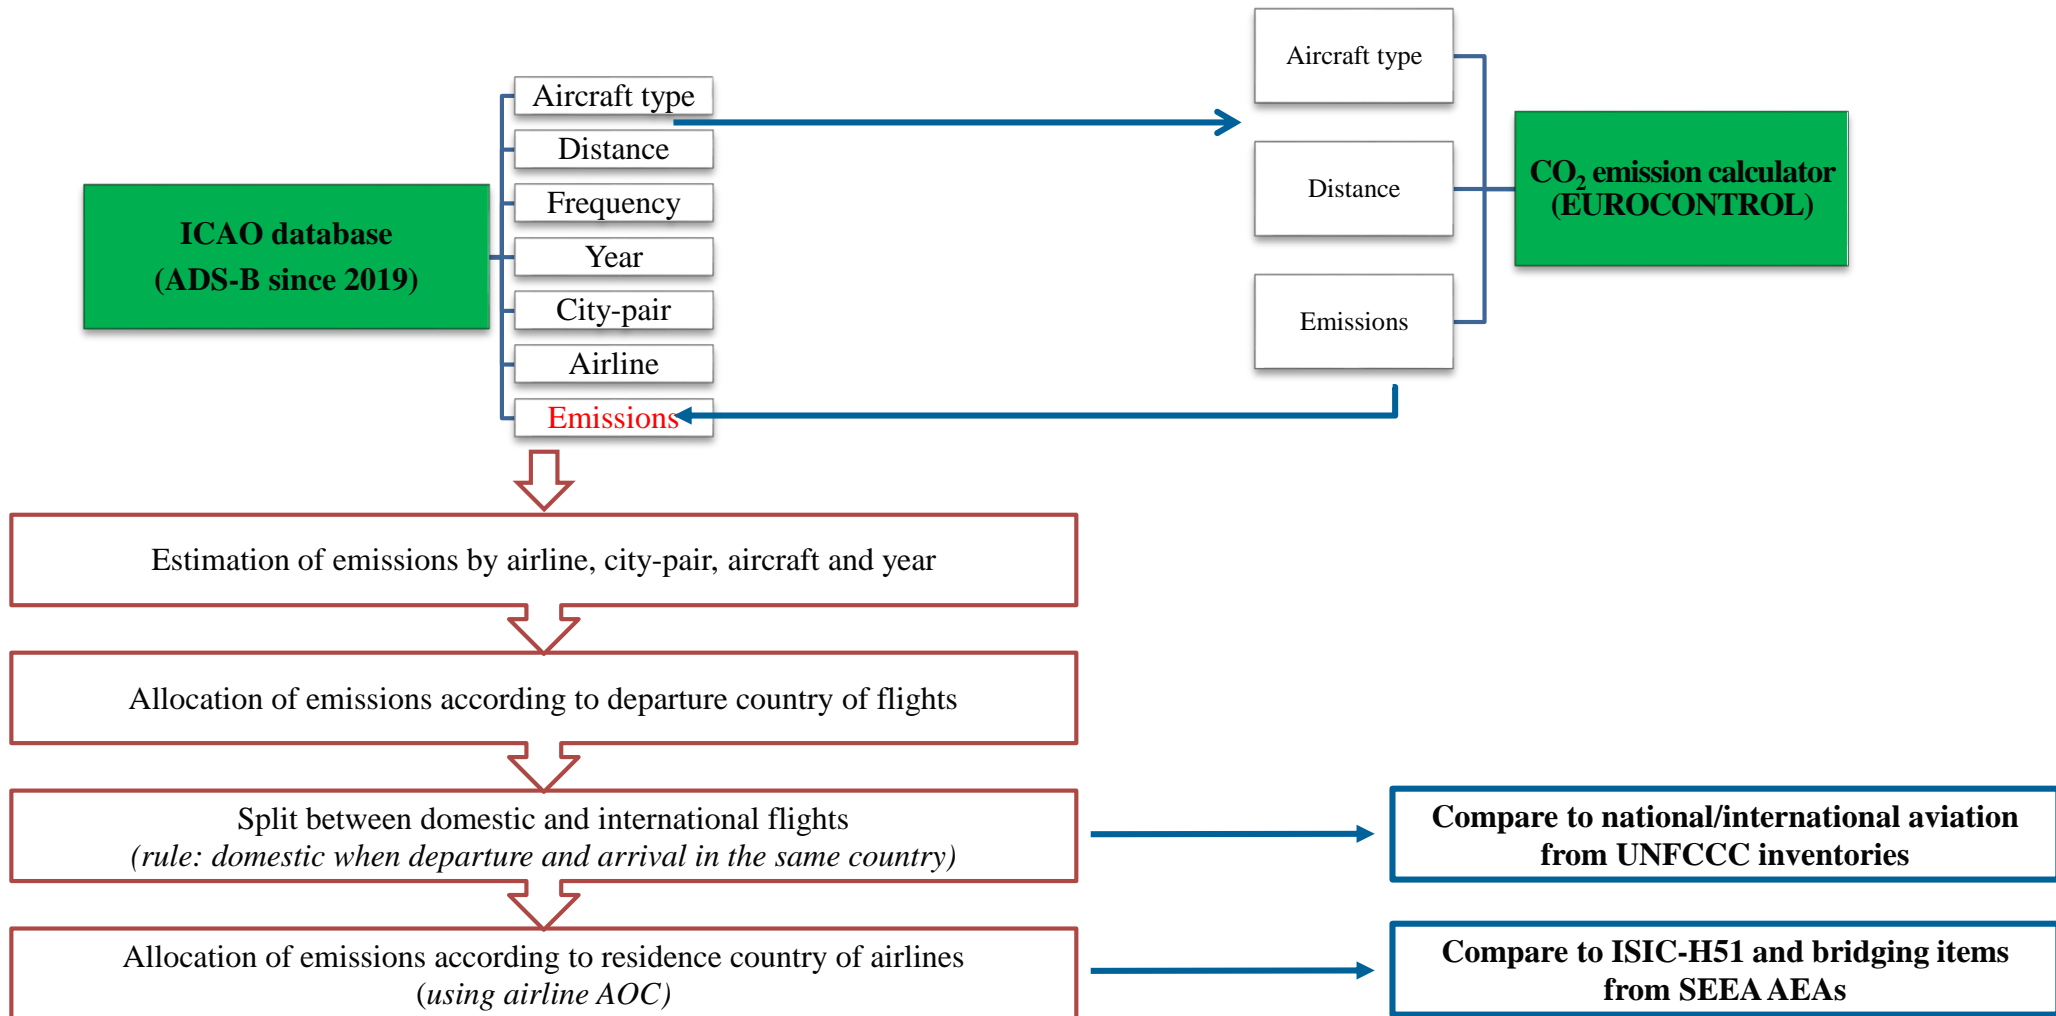 ICAO database
(ADS-B since 2019)
Aircraft type
Distance
Frequency
Year
City-pair
Airline
Emissions
Aircraft type
Distance
Emissions
CO₂ emission calculator
(EUROCONTROL)
Estimation of emissions by airline, city-pair, aircraft and year
Allocation of emissions according to departure country of flights
Split between domestic and international flights
(rule: domestic when departure and arrival in the same country)
Compare to national/international aviation
from UNFCCC inventories
Allocation of emissions according to residence country of airlines
(using airline AOC)
Compare to ISIC-H51 and bridging items
from SEEA AEAs